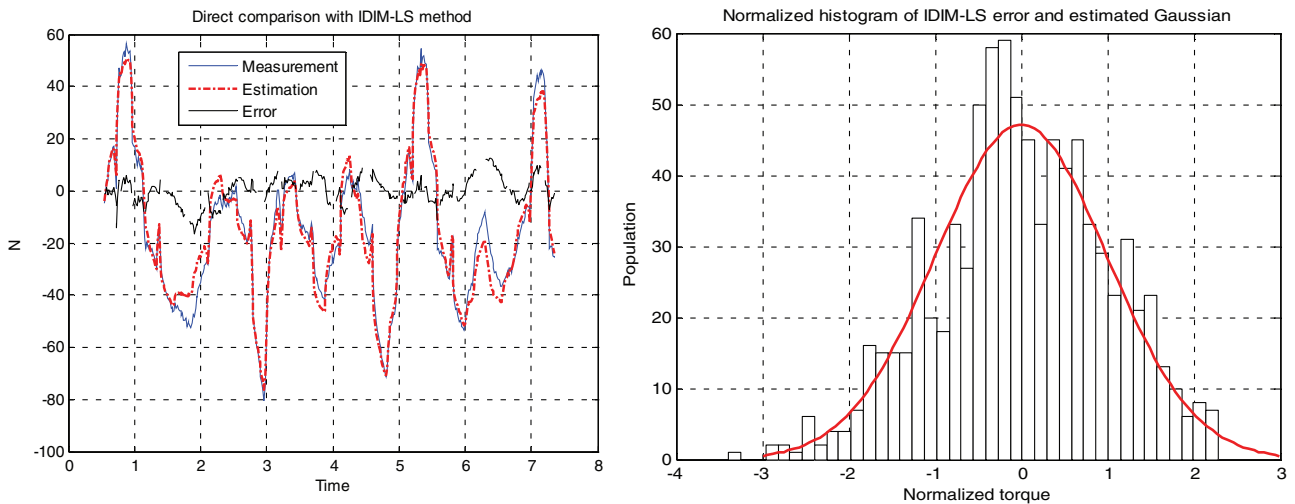 Direct comparison with IDIM-LS method
60
40
20
0
-20
-40
-60
-80
-100
N
Measurement
Estimation
Error
0 1 2 3 4 5 6 7 8
Time
Normalized histogram of IDIM-LS error and estimated Gaussian
60
50
40
30
20
10
0
Population
-4 -3 -2 -1 0 1 2 3
Normalized torque